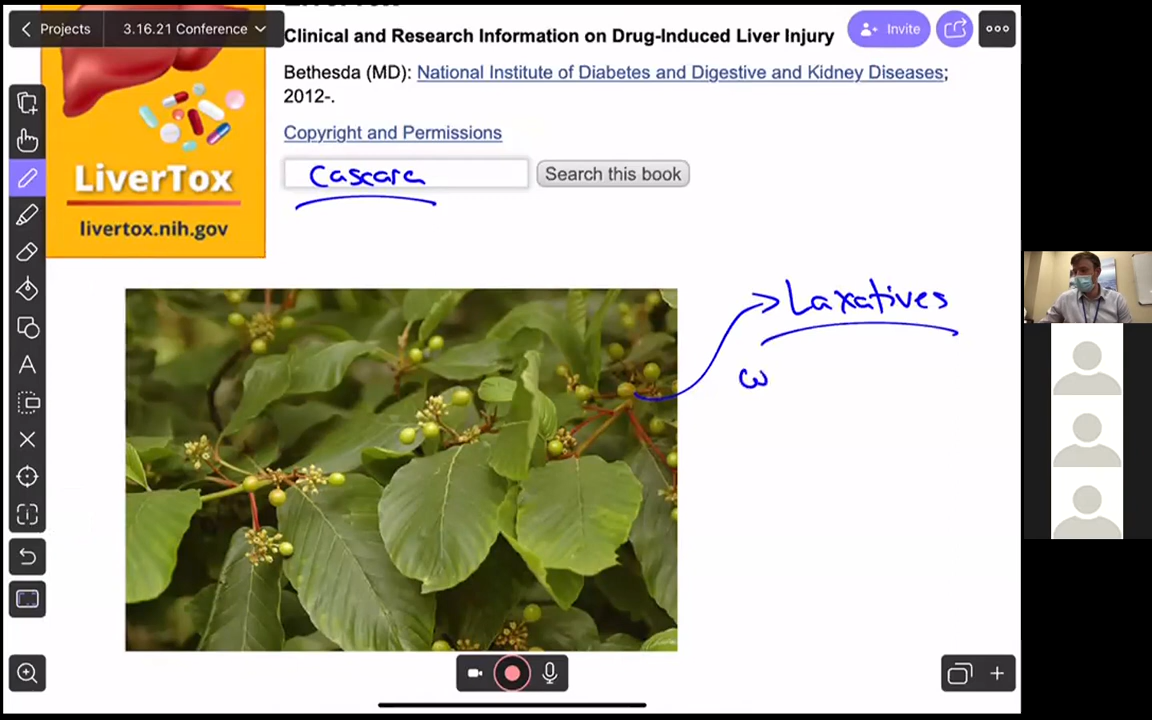 Projects
3.16.21 Conference
Clinical and Research Information on Drug-Induced Liver Injury
Invite
Bethesda (MD): National Institute of Diabetes and Digestive and Kidney Diseases;
2012-.
Copyright and Permissions
Cascara
Search this book
LiverTox
livertox.nih.gov
Laxatives
ω
A